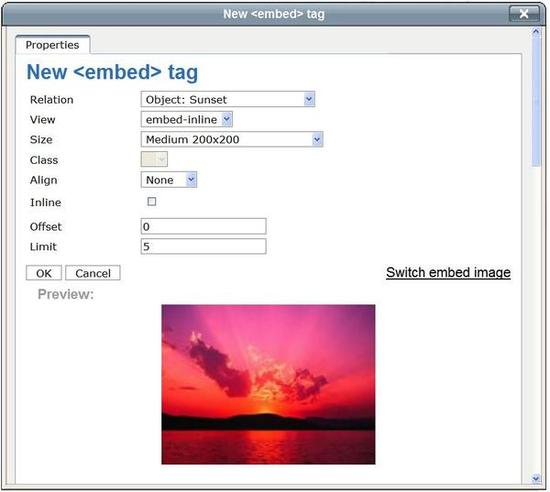 New <embed> tag
Properties
New <embed> tag
Relation Object: Sunset
View embed-inline
Size Medium 200x200
Class
Align None
Inline
Offset 0
Limit 5
OK Cancel Switch embed image
Preview: